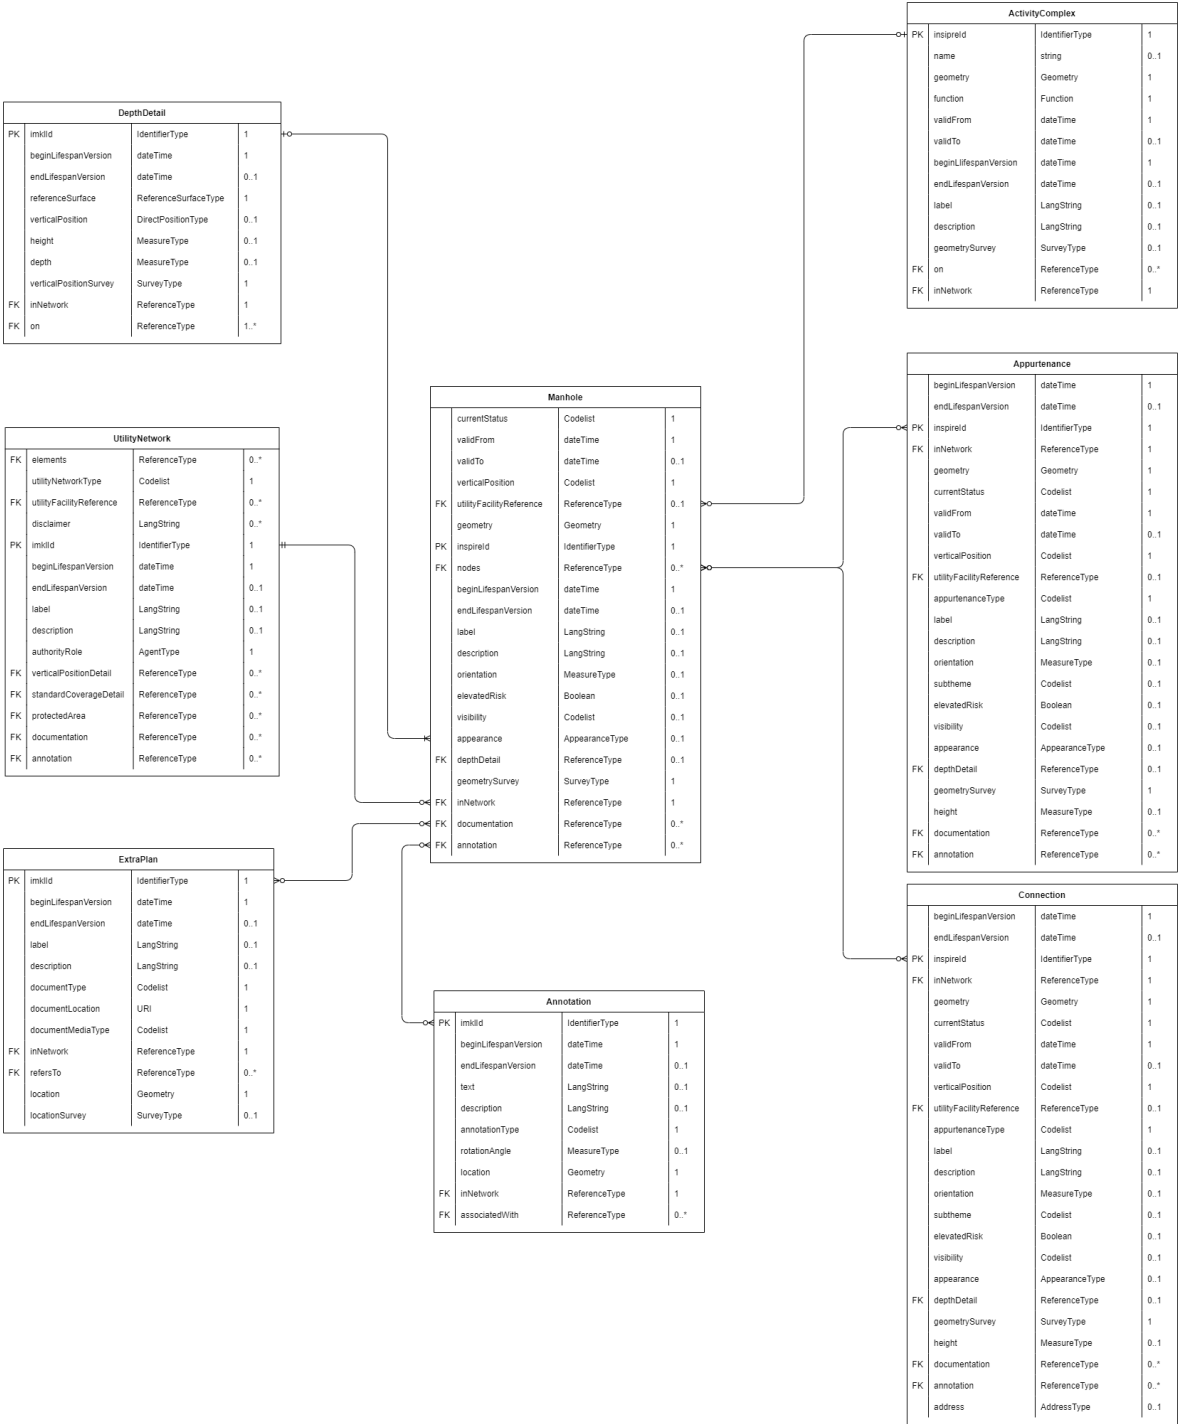 ActivityComplex
PK insipreId IdentifierType 1
name string 0..1
geometry Geometry 1
function Function 1
validFrom dateTime 1
validTo dateTime 0..1
beginLlifespanVersion dateTime 1
endLifespanVersion dateTime 0..1
label LangString 0..1
description LangString 0..1
geometrySurvey SurveyType 0..1
FK on ReferenceType 0..*
FK inNetwork ReferenceType 1
DepthDetail
PK imklId IdentifierType 1
beginLifespanVersion dateTime 1
endLifespanVersion dateTime 0..1
referenceSurface ReferenceSurfaceType 1
verticalPosition DirectPositionType 0..1
height MeasureType 0..1
depth MeasureType 0..1
verticalPositionSurvey SurveyType 1
FK inNetwork ReferenceType 1
FK on ReferenceType 1..*
UtilityNetwork
FK elements ReferenceType 0..*
utilityNetworkType Codelist 1
FK utilityFacilityReference ReferenceType 0..*
disclaimer LangString 0..*
PK imklId IdentifierType 1
beginLifespanVersion dateTime 1
endLifespanVersion dateTime 0..1
label LangString 0..1
description LangString 0..1
authorityRole AgentType 1
FK verticalPositionDetail ReferenceType 0..*
FK standardCoverageDetail ReferenceType 0..*
FK protectedArea ReferenceType 0..*
FK documentation ReferenceType 0..*
FK annotation ReferenceType 0..*
Manhole
currentStatus Codelist 1
validFrom dateTime 1
validTo dateTime 0..1
verticalPosition Codelist 1
FK utilityFacilityReference ReferenceType 0..1
geometry Geometry 1
PK inspireId IdentifierType 1
FK nodes ReferenceType 0..*
beginLifespanVersion dateTime 1
endLifespanVersion dateTime 0..1
label LangString 0..1
description LangString 0..1
orientation MeasureType 0..1
elevatedRisk Boolean 0..1
visibility Codelist 0..1
appearance AppearanceType 0..1
FK depthDetail ReferenceType 0..1
geometrySurvey SurveyType 1
FK inNetwork ReferenceType 1
FK documentation ReferenceType 0..*
FK annotation ReferenceType 0..*
Appurtenance
beginLifespanVersion dateTime 1
endLifespanVersion dateTime 0..1
PK inspireId IdentifierType 1
FK inNetwork ReferenceType 1
geometry Geometry 1
currentStatus Codelist 1
validFrom dateTime 1
validTo dateTime 0..1
verticalPosition Codelist 1
FK utilityFacilityReference ReferenceType 0..1
appurtenanceType Codelist 1
label LangString 0..1
description LangString 0..1
orientation MeasureType 0..1
subtheme Codelist 0..1
elevatedRisk Boolean 0..1
visibility Codelist 0..1
appearance AppearanceType 0..1
FK depthDetail ReferenceType 0..1
geometrySurvey SurveyType 1
height MeasureType 0..1
FK documentation ReferenceType 0..*
FK annotation ReferenceType 0..*
ExtraPlan
PK imklId IdentifierType 1
beginLifespanVersion dateTime 1
endLifespanVersion dateTime 0..1
label LangString 0..1
description LangString 0..1
documentType Codelist 1
documentLocation URI 1
documentMediaType Codelist 1
FK inNetwork ReferenceType 1
FK refersTo ReferenceType 0..*
location Geometry 1
locationSurvey SurveyType 0..1
Annotation
PK imklId IdentifierType 1
beginLifespanVersion dateTime 1
endLifespanVersion dateTime 0..1
text LangString 0..1
description LangString 0..1
annotationType Codelist 1
rotationAngle MeasureType 0..1
location Geometry 1
FK inNetwork ReferenceType 1
FK associatedWith ReferenceType 0..*
Connection
beginLifespanVersion dateTime 1
endLifespanVersion dateTime 0..1
PK inspireId IdentifierType 1
FK inNetwork ReferenceType 1
geometry Geometry 1
currentStatus Codelist 1
validFrom dateTime 1
validTo dateTime 0..1
verticalPosition Codelist 1
FK utilityFacilityReference ReferenceType 0..1
appurtenanceType Codelist 1
label LangString 0..1
description LangString 0..1
orientation MeasureType 0..1
subtheme Codelist 0..1
elevatedRisk Boolean 0..1
visibility Codelist 0..1
appearance AppearanceType 0..1
FK depthDetail ReferenceType 0..1
geometrySurvey SurveyType 1
height MeasureType 0..1
FK documentation ReferenceType 0..*
FK annotation ReferenceType 0..*
address AddressType 0..1